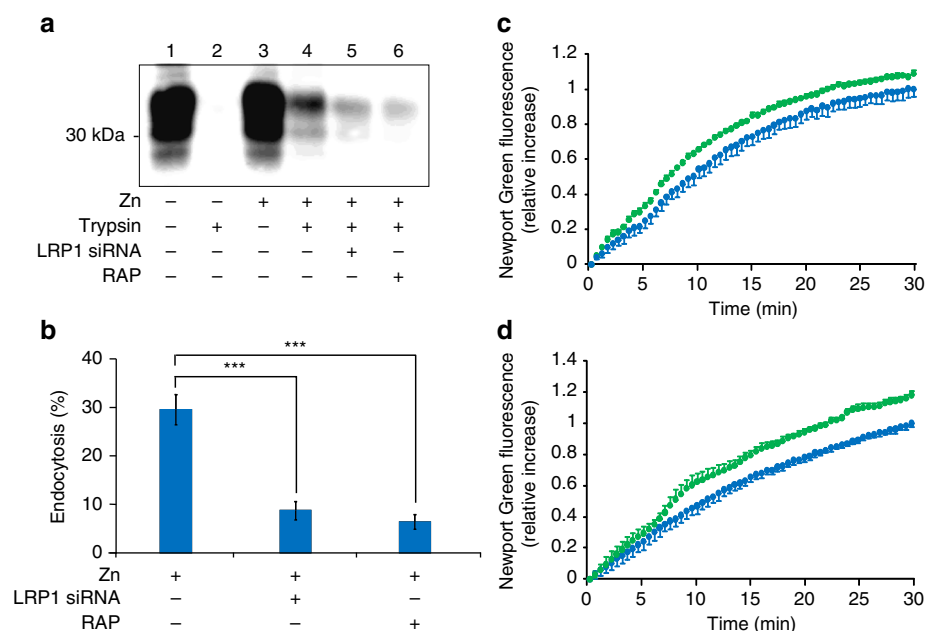 a
1 2 3 4 5 6
30 kDa
Zn – – + + + +
Trypsin – + – + + +
LRP1 siRNA – – – – + –
RAP – – – – – +
b
Endocytosis (%)
40
30
20
10
0
***
***
Zn + + +
LRP1 siRNA – + –
RAP – – +
c
Newport Green fluorescence
(relative increase)
1.2
1
0.8
0.6
0.4
0.2
0
0 5 10 15 20 25 30
Time (min)
d
Newport Green fluorescence
(relative increase)
1.4
1.2
1
0.8
0.6
0.4
0.2
0
0 5 10 15 20 25 30
Time (min)